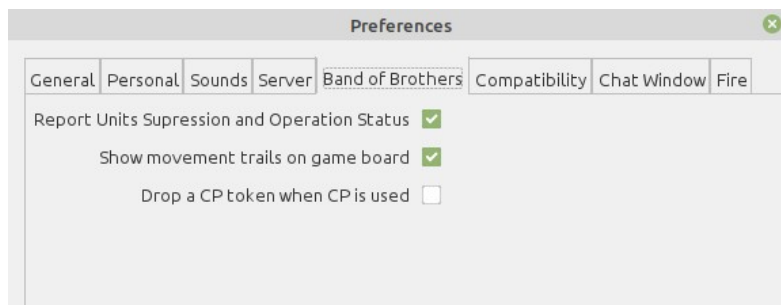 Preferences
General Personal Sounds Server Band of Brothers Compatibility Chat Window Fire
Report Units Supression and Operation Status
Show movement trails on game board
Drop a CP token when CP is used